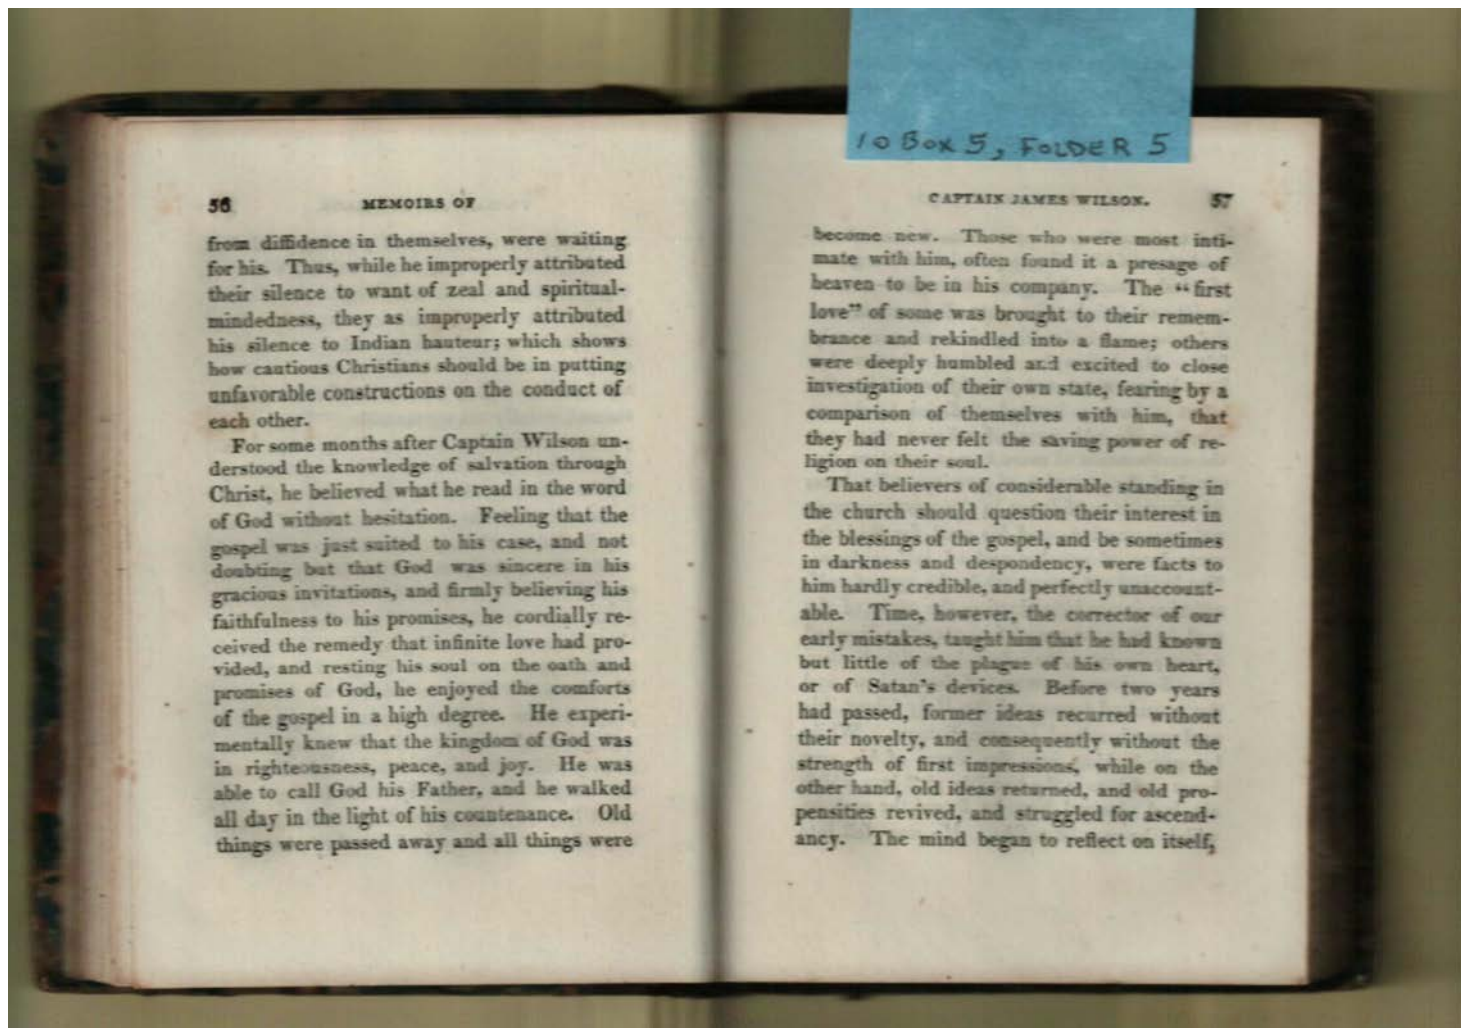 10 Box 5, FOLDER 5
56 MEMOIRS OF
from diffidence in themselves, were waiting
for his. Thus, while he improperly attributed
their silence to want of zeal and spiritual-
mindedness, they as improperly attributed
his silence to Indian hauteur; which shows
how cautious Christians should be in putting
unfavorable constructions on the conduct of
each other.
For some months after Captain Wilson un-
derstood the knowledge of salvation through
Christ, he believed what he read in the word
of God without hesitation. Feeling that the
gospel was just suited to his case, and not
doubting but that God was sincere in his
gracious invitations, and firmly believing his
faithfulness to his promises, he cordially re-
ceived the remedy that infinite love had pro-
vided, and resting his soul on the oath and
promises of God, he enjoyed the comforts
of the gospel in a high degree. He experi-
mentally knew that the kingdom of God was
in righteousness, peace, and joy. He was
able to call God his Father, and he walked
all day in the light of his countenance. Old
things were passed away and all things were
CAPTAIN JAMES WILSON. 57
become new. Those who were most inti-
mate with him, often found it a presage of
heaven to be in his company. The “first
love” of some was brought to their remem-
brance and rekindled into a flame; others
were deeply humbled and excited to close
investigation of their own state, fearing by a
comparison of themselves with him, that
they had never felt the saving power of re-
ligion on their soul.
That believers of considerable standing in
the church should question their interest in
the blessings of the gospel, and be sometimes
in darkness and despondency, were facts to
him hardly credible, and perfectly unaccount-
able. Time, however, the corrector of our
early mistakes, taught him that he had known
but little of the plague of his own heart,
or of Satan's devices. Before two years
had passed, former ideas recurred without
their novelty, and consequently without the
strength of first impressions, while on the
other hand, old ideas returned, and old pro-
pensities revived, and struggled for ascend-
ancy. The mind began to reflect on itself,